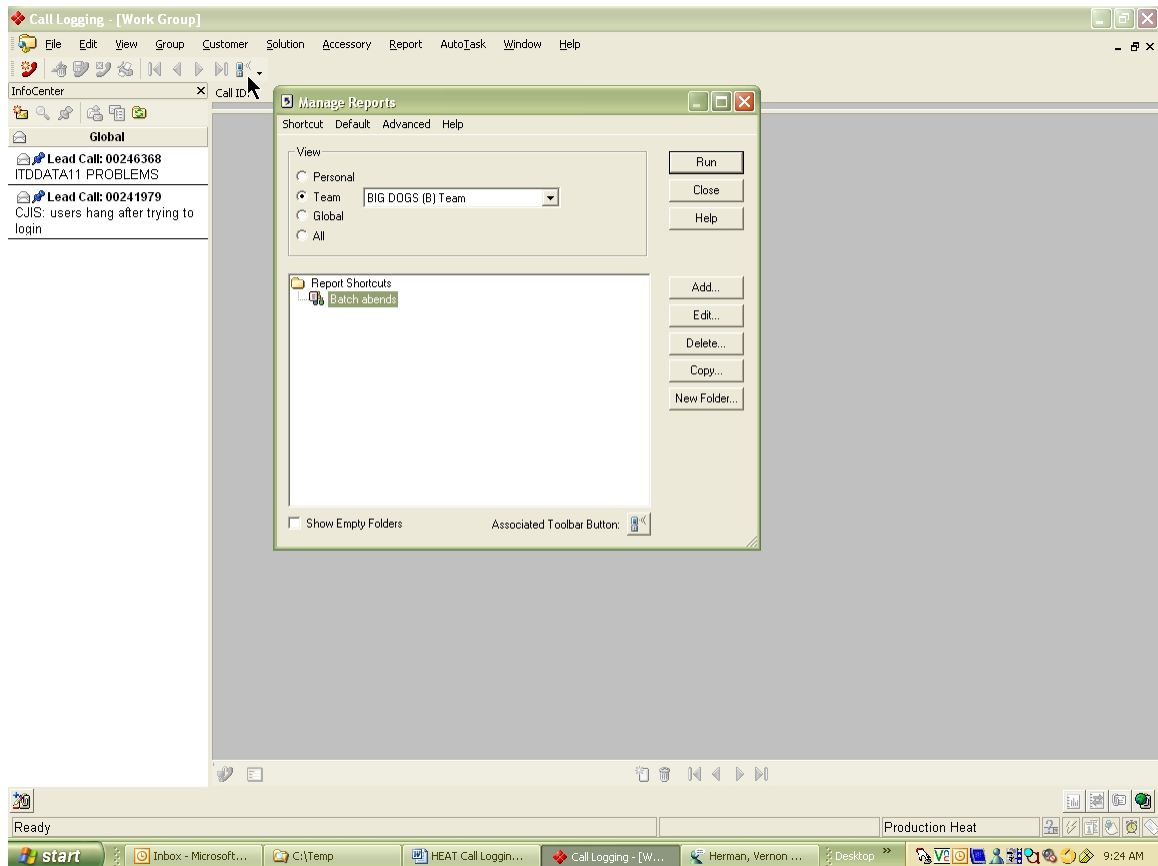 Call Logging - [Work Group]
File Edit View Group Customer Solution Accessory Report AutoTask Window Help
InfoCenter
Call ID:
Global
Lead Call: 00246368
ITDDATA11 PROBLEMS
Lead Call: 00241979
CJIS: users hang after trying to
login
Manage Reports
Shortcut Default Advanced Help
View
Personal
Team BIG DOGS (B) Team
Global
All
Run
Close
Help
Report Shortcuts
Batch abends
Add...
Edit...
Delete...
Copy...
New Folder...
Show Empty Folders
Associated Toolbar Button:
Ready
Production Heat
start
Inbox - Microsoft...
C:\Temp
HEAT Call Loggin...
Call Logging - [W...
Herman, Vernon ...
Desktop »
9:24 AM